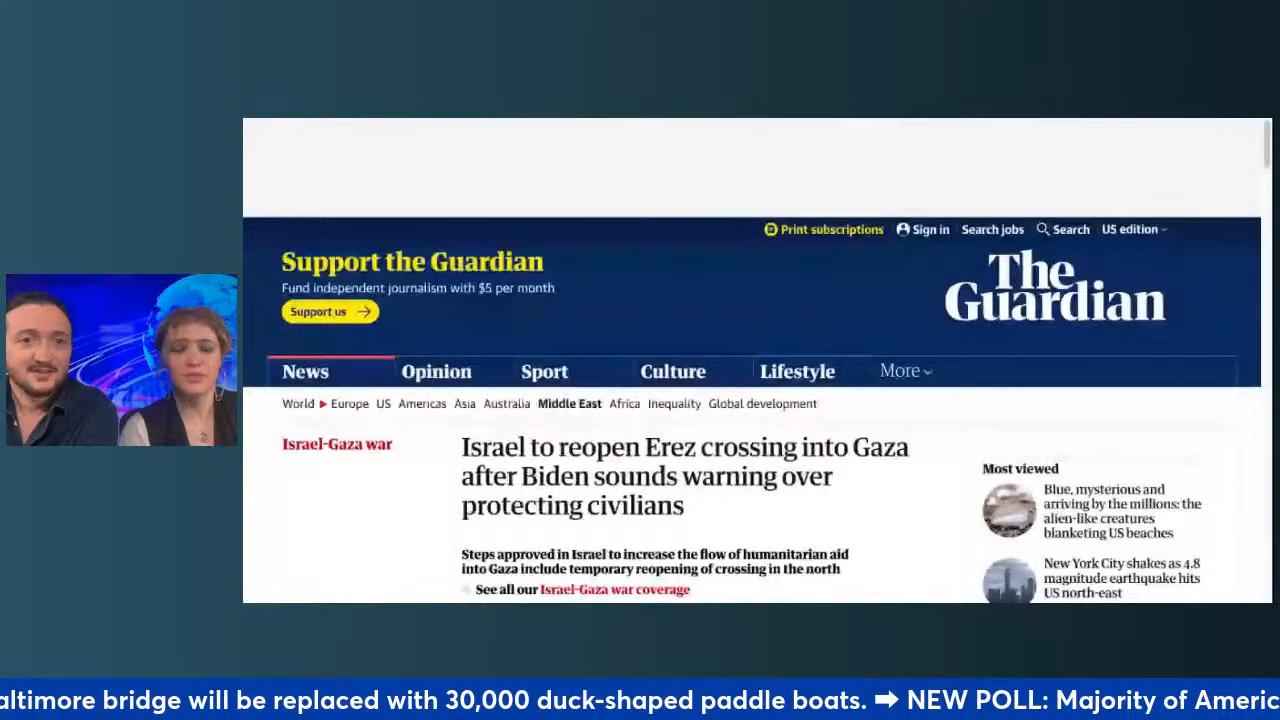 Print subscriptions Sign in Search jobs Search US edition
Support the Guardian
Fund independent journalism with $5 per month
Support us
The
Guardian
News Opinion Sport Culture Lifestyle More
World Europe US Americas Asia Australia Middle East Africa Inequality Global development
Israel-Gaza war
Israel to reopen Erez crossing into Gaza
after Biden sounds warning over
protecting civilians
Steps approved in Israel to increase the flow of humanitarian aid
into Gaza include temporary reopening of crossing in the north
See all our Israel-Gaza war coverage
Most viewed
Blue, mysterious and
arriving by the millions: the
alien-like creatures
blanketing US beaches
New York City shakes as 4.8
magnitude earthquake hits
US north-east
altimore bridge will be replaced with 30,000 duck-shaped paddle boats. ➡ NEW POLL: Majority of Americ